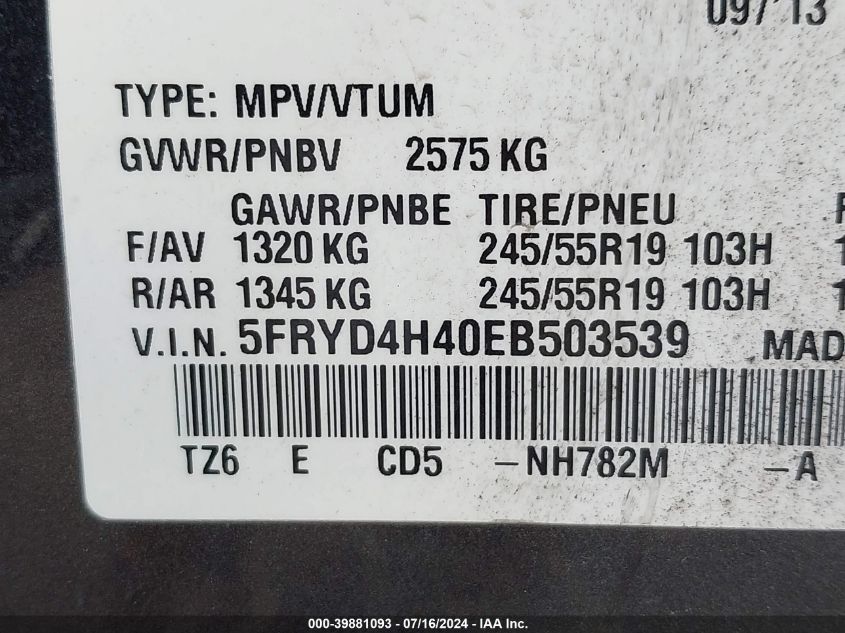 09/13
TYPE: MPV/VTUM
GVWR/PNBV 2575 KG
GAWR/PNBE TIRE/PNEU
F/AV 1320 KG 245/55R19 103H
R/AR 1345 KG 245/55R19 103H
V.I.N. 5FRYD4H40EB503539 MAD
TZ6 E CD5 -NH782M -A
000-39881093 - 07/16/2024 - IAA Inc.